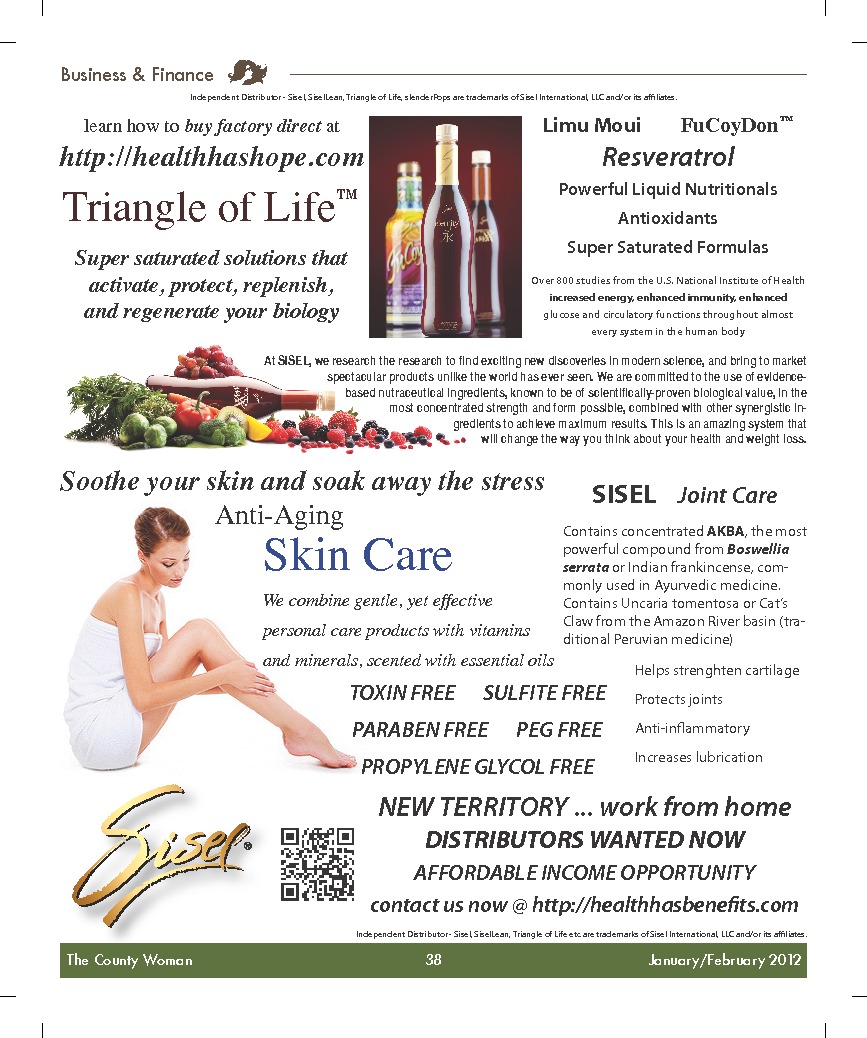 Business & Finance
Independent Distributor - Sisel, SiselLean, Triangle of Life, slenderPops are trademarks of Sisel International, LLC and/or its affiliates.
learn how to buy factory direct at
http://healthhashope.com
Triangle of Life™
Super saturated solutions that
activate, protect, replenish,
and regenerate your biology
Limu Moui FuCoyDon™
Resveratrol
Powerful Liquid Nutritionals
Antioxidants
Super Saturated Formulas
Over 800 studies from the U.S. National Institute of Health
increased energy, enhanced immunity, enhanced
glucose and circulatory functions throughout almost
every system in the human body
At SISEL, we research the research to find exciting new discoveries in modern science, and bring to market
spectacular products unlike the world has ever seen. We are committed to the use of evidence-
based nutraceutical ingredients, known to be of scientifically-proven biological value, in the
most concentrated strength and form possible, combined with other synergistic in-
gredients to achieve maximum results. This is an amazing system that
will change the way you think about your health and weight loss.
Soothe your skin and soak away the stress
Anti-Aging
Skin Care
We combine gentle, yet effective
personal care products with vitamins
and minerals, scented with essential oils
TOXIN FREE SULFITE FREE
PARABEN FREE PEG FREE
PROPYLENE GLYCOL FREE
SISEL Joint Care
Contains concentrated AKBA, the most
powerful compound from Boswellia
serrata or Indian frankincense, com-
monly used in Ayurvedic medicine.
Contains Uncaria tomentosa or Cat's
Claw from the Amazon River basin (tra-
ditional Peruvian medicine)
Helps strenghten cartilage
Protects joints
Anti-inflammatory
Increases lubrication
Sisel®
NEW TERRITORY ... work from home
DISTRIBUTORS WANTED NOW
AFFORDABLE INCOME OPPORTUNITY
contact us now @ http://healthhasbenefits.com
Independent Distributor - Sisel, SiselLean, Triangle of Life etc are trademarks of Sisel International, LLC and/or its affiliates.
The County Woman 38 January/February 2012